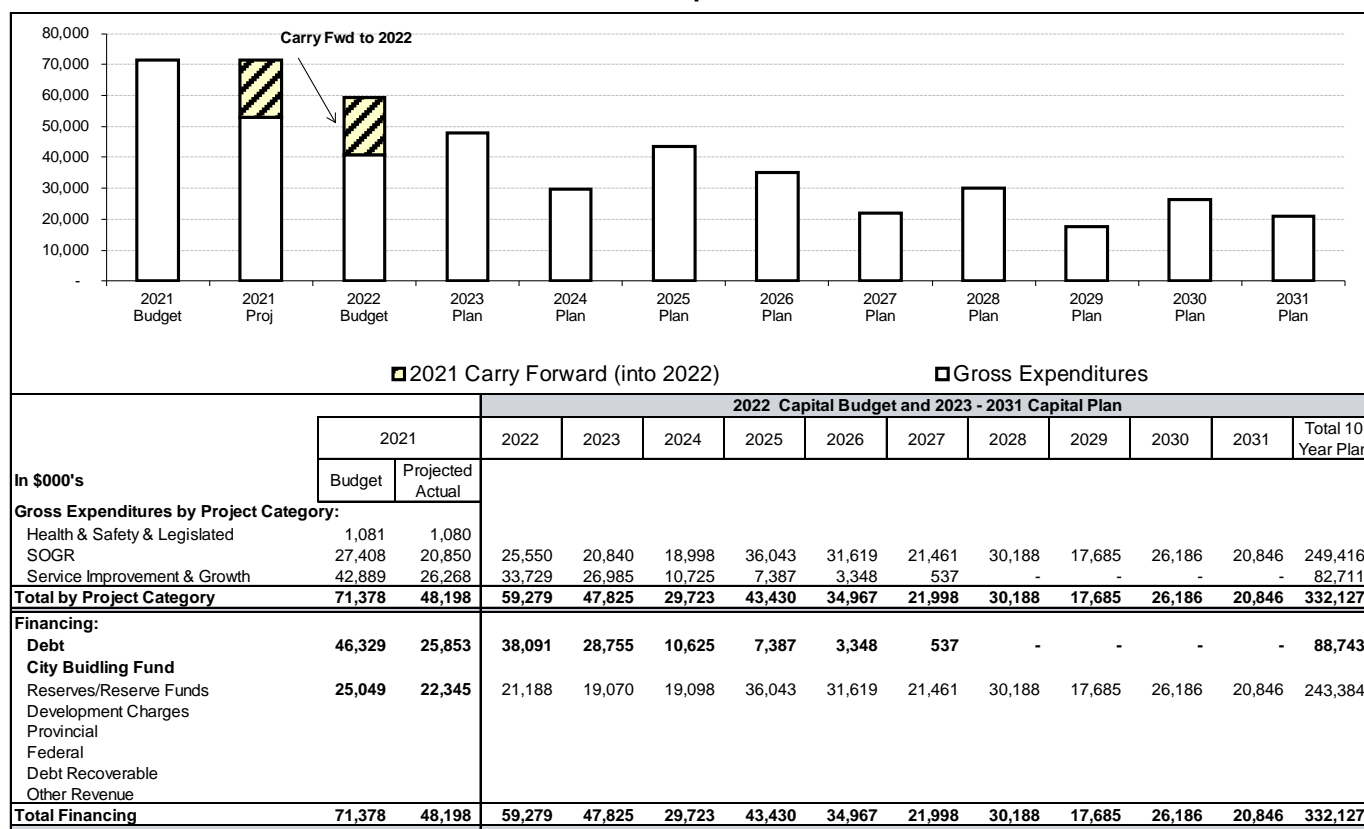 80,000
70,000
60,000
50,000
40,000
30,000
20,000
10,000
-
Carry Fwd to 2022
2021 Budget
2021 Proj
2022 Budget
2023 Plan
2024 Plan
2025 Plan
2026 Plan
2027 Plan
2028 Plan
2029 Plan
2030 Plan
2031 Plan
2021 Carry Forward (into 2022) Gross Expenditures
2022 Capital Budget and 2023 - 2031 Capital Plan
2021 2022 2023 2024 2025 2026 2027 2028 2029 2030 2031 Total 10 Year Plan
In $000's Budget Projected Actual
Gross Expenditures by Project Category:
Health & Safety & Legislated 1,081 1,080
SOGR 27,408 20,850 25,550 20,840 18,998 36,043 31,619 21,461 30,188 17,685 26,186 20,846 249,416
Service Improvement & Growth 42,889 26,268 33,729 26,985 10,725 7,387 3,348 537 - - - - 82,711
Total by Project Category 71,378 48,198 59,279 47,825 29,723 43,430 34,967 21,998 30,188 17,685 26,186 20,846 332,127
Financing:
Debt 46,329 25,853 38,091 28,755 10,625 7,387 3,348 537 - - - - 88,743
City Buidling Fund
Reserves/Reserve Funds 25,049 22,345 21,188 19,070 19,098 36,043 31,619 21,461 30,188 17,685 26,186 20,846 243,384
Development Charges
Provincial
Federal
Debt Recoverable
Other Revenue
Total Financing 71,378 48,198 59,279 47,825 29,723 43,430 34,967 21,998 30,188 17,685 26,186 20,846 332,127